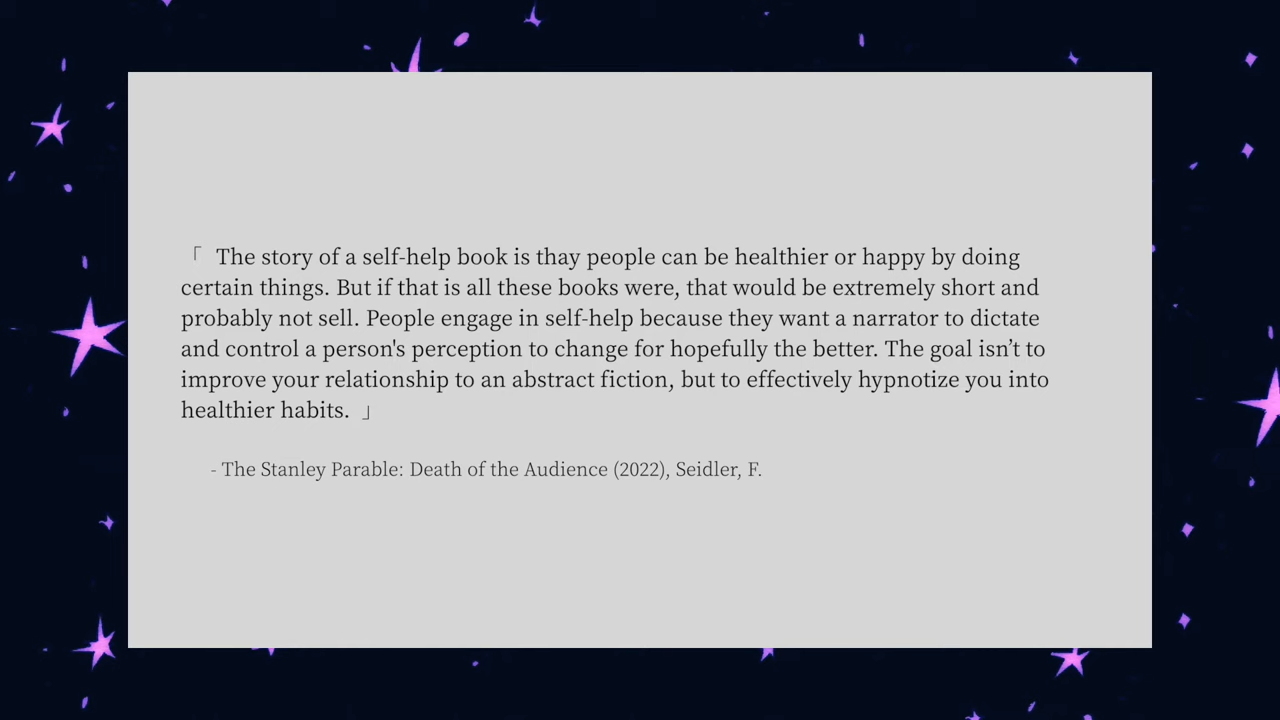 「 The story of a self-help book is thay people can be healthier or happy by doing
certain things. But if that is all these books were, that would be extremely short and
probably not sell. People engage in self-help because they want a narrator to dictate
and control a person's perception to change for hopefully the better. The goal isn’t to
improve your relationship to an abstract fiction, but to effectively hypnotize you into
healthier habits. 」
- The Stanley Parable: Death of the Audience (2022), Seidler, F.